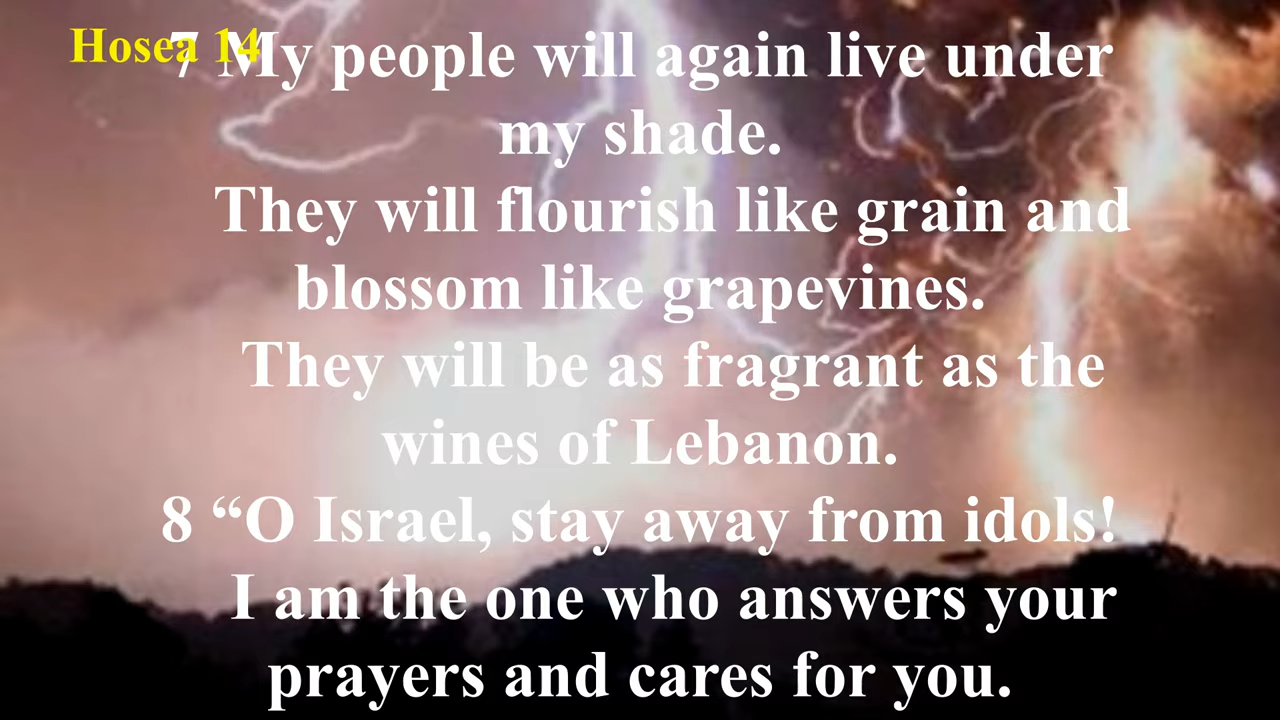 Hosea 14
7 My people will again live under
my shade.
They will flourish like grain and
blossom like grapevines.
They will be as fragrant as the
wines of Lebanon.
8 “O Israel, stay away from idols!
I am the one who answers your
prayers and cares for you.